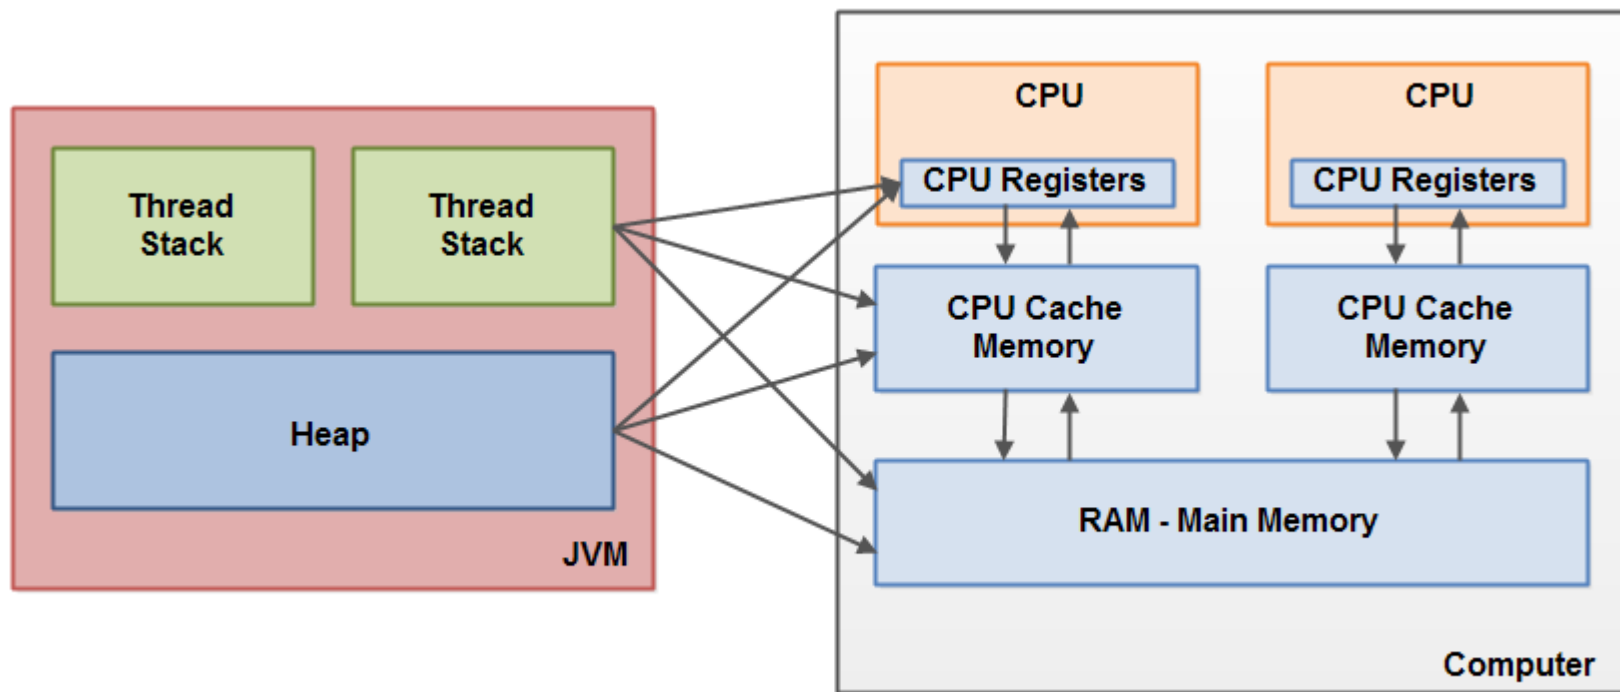 CPU
CPU
CPU Registers
CPU Registers
Thread
Stack
Thread
Stack
CPU Cache
Memory
CPU Cache
Memory
Heap
RAM - Main Memory
JVM
Computer